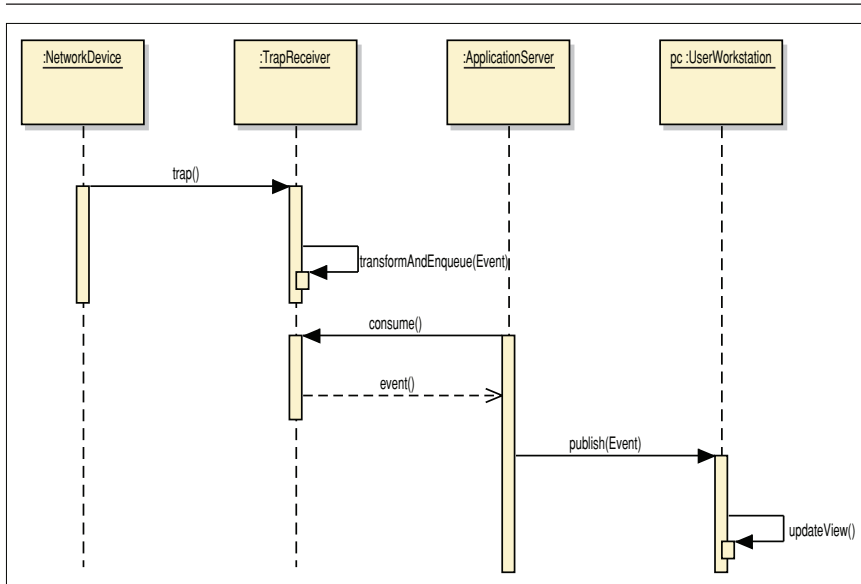 :NetworkDevice
:TrapReceiver
:ApplicationServer
pc :UserWorkstation
trap()
transformAndEnqueue(Event)
consume()
event()
publish(Event)
updateView()